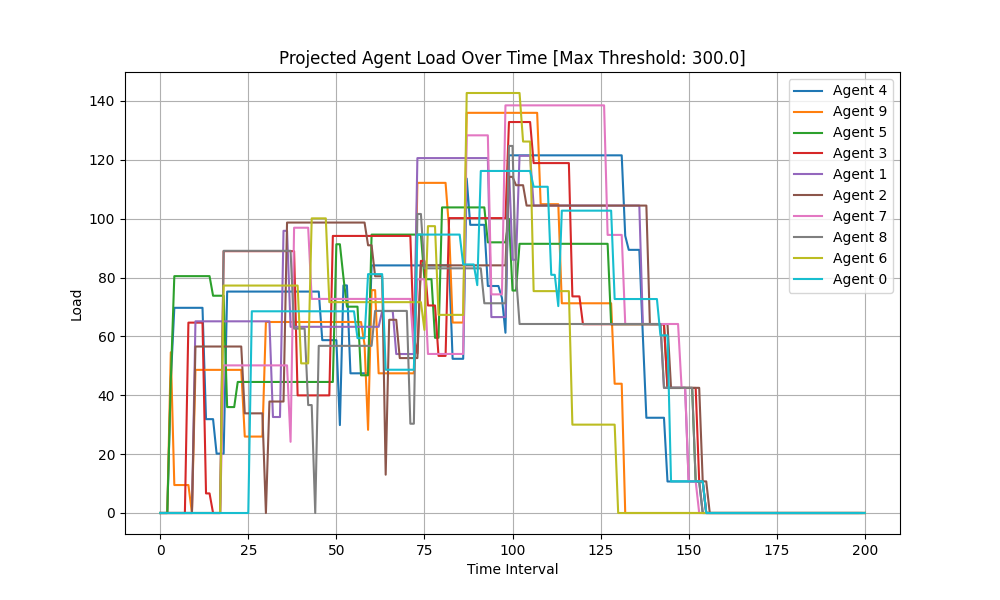 Projected Agent Load Over Time [Max Threshold: 300.0]
Load
140
120
100
80
60
40
20
0
0 25 50 75 100 125 150 175 200
Time Interval
Agent 4
Agent 9
Agent 5
Agent 3
Agent 1
Agent 2
Agent 7
Agent 8
Agent 6
Agent 0